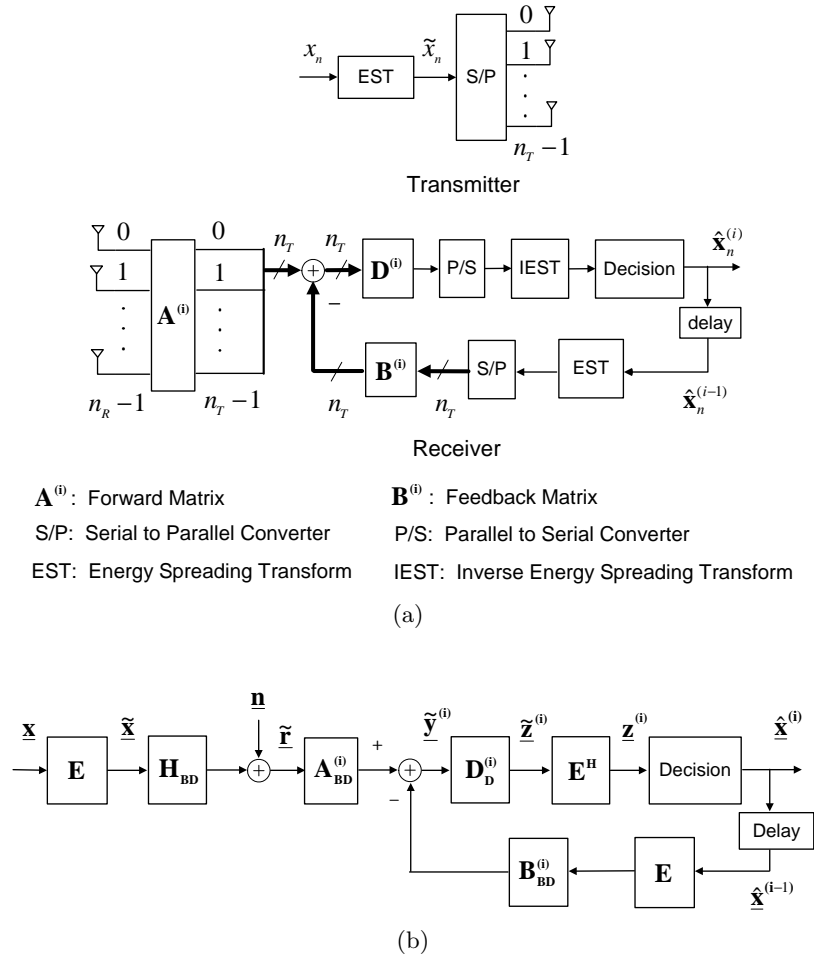 0
x_n
x̃_n
1
EST
S/P
.
.
.
.
.
.
n_T − 1
Transmitter
0
0
n_T
n_T
x̂_n^(i)
1
1
+
D^(i)
P/S
IEST
Decision
−
.
.
.
.
.
.
A^(i)
delay
B^(i)
S/P
EST
n_R − 1
n_T − 1
n_T
n_T
x̂_n^(i−1)
Receiver
A^(i) : Forward Matrix
B^(i) : Feedback Matrix
S/P: Serial to Parallel Converter
P/S: Parallel to Serial Converter
EST: Energy Spreading Transform
IEST: Inverse Energy Spreading Transform
(a)
x
x̃
n
r̃
ỹ^(i)
z̃^(i)
z^(i)
x̂^(i)
E
H_BD
+
A_BD^(i)
+
+
−
D_D^(i)
E^H
Decision
Delay
B_BD^(i)
E
x̂^(i−1)
(b)